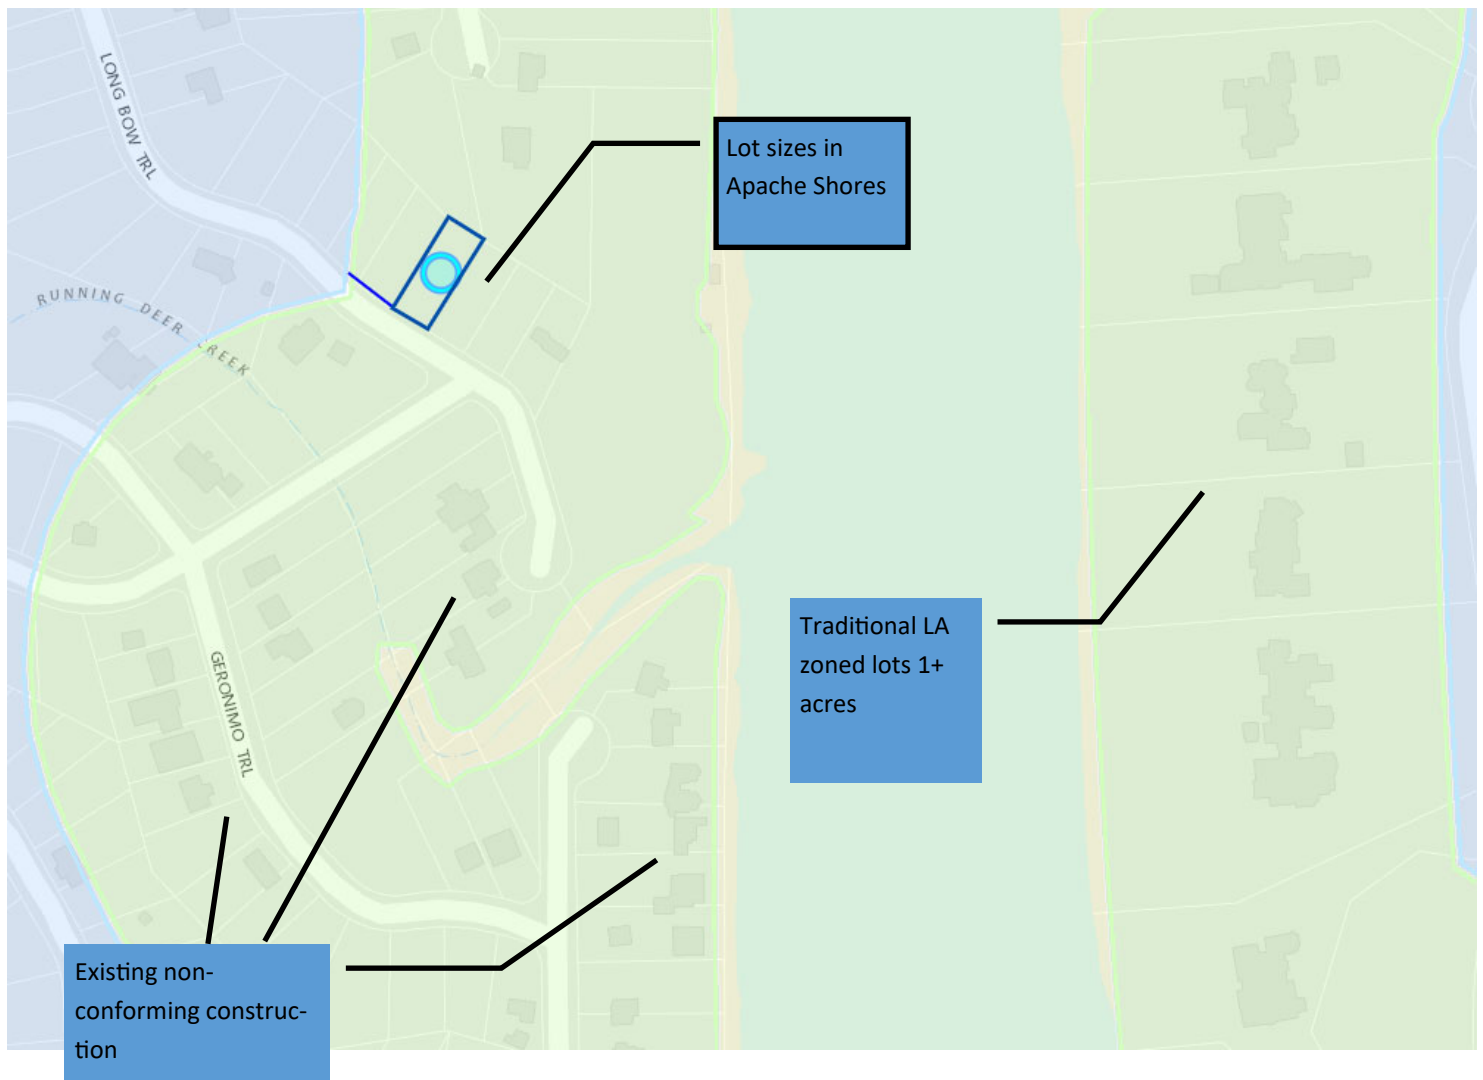 LONG BOW TRL
Lot sizes in
Apache Shores
RUNNING DEER CREEK
Traditional LA
zoned lots 1+
acres
GERONIMO TRL
Existing non-
conforming construc-
tion